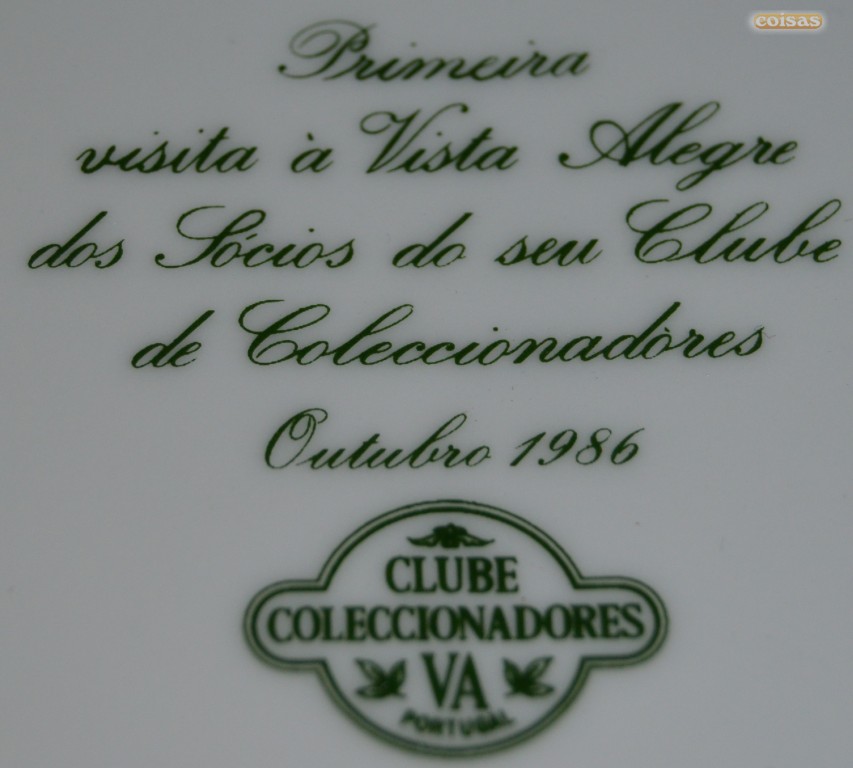 coisas
Primeira
visita à Vista Alegre
dos Sócios do seu Clube
de Coleccionadores
Outubro 1986
CLUBE
COLECCIONADORES
VA
PORTUGAL